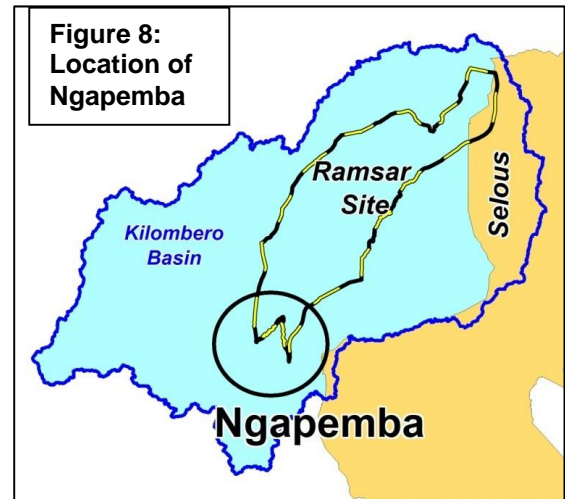 Figure 8:
Location of
Ngapemba
Ramsar
Site
Selous
Kilombero
Basin
Ngapemba